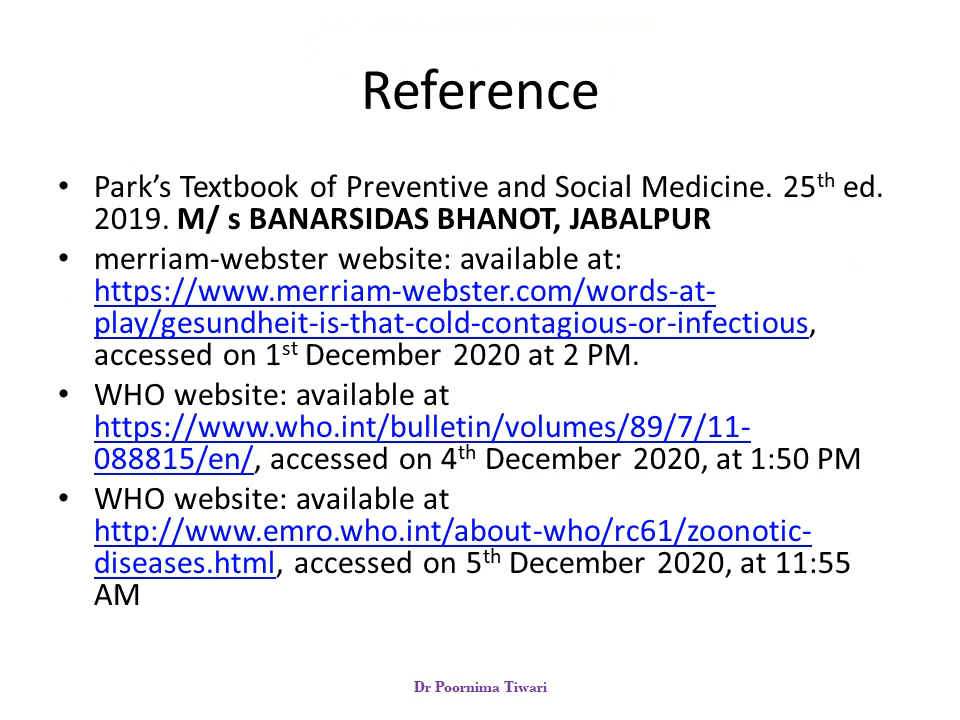 Reference
• Park’s Textbook of Preventive and Social Medicine. 25th ed.
2019. M/ s BANARSIDAS BHANOT, JABALPUR
• merriam-webster website: available at:
https://www.merriam-webster.com/words-at-
play/gesundheit-is-that-cold-contagious-or-infectious,
accessed on 1st December 2020 at 2 PM.
• WHO website: available at
https://www.who.int/bulletin/volumes/89/7/11-
088815/en/, accessed on 4th December 2020, at 1:50 PM
• WHO website: available at
http://www.emro.who.int/about-who/rc61/zoonotic-
diseases.html, accessed on 5th December 2020, at 11:55
AM
Dr Poornima Tiwari